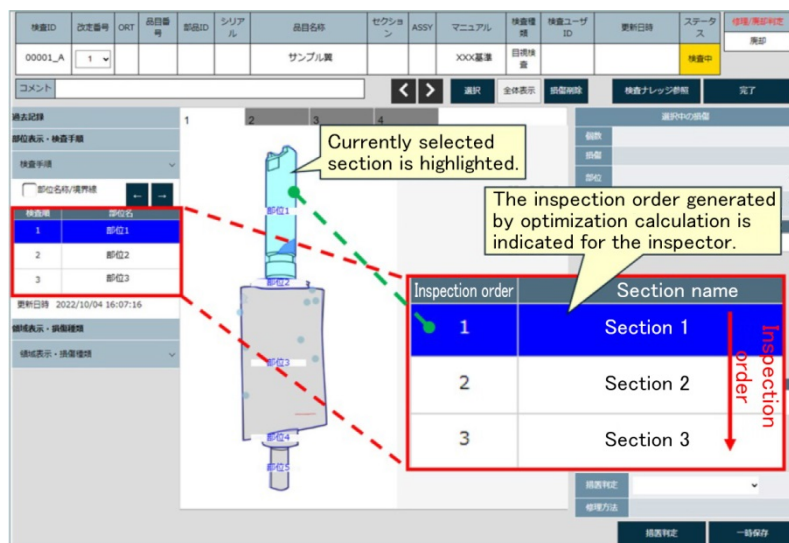 検査ID 改定番号 ORT 品目番号 部品ID シリアル 品目名称 セクション ASSY マニュアル 検査種類 検査ユーザID 更新日時 ステータス 修理/廃却判定
廃却
00001_A 1 サンプル翼 XXX基準 目視検査 検査中
コメント < > 選択 全体表示 損傷削除 検査ナレッジ参照 完了
過去記録
1 2 3 4
選択中の損傷
部位表示・検査手順
個数
検査手順
損傷
部位
部位名称/境界線 ← →
検査順 部位名
1 部位1
2 部位2
3 部位3
更新日時 2022/10/04 16:07:16
領域表示・損傷種類
領域表示・損傷種類
Currently selected
section is highlighted.
部位1
部位2
部位3
部位4
部位5
The inspection order generated
by optimization calculation is
indicated for the inspector.
Inspection order Section name
1 Section 1
2 Section 2
3 Section 3
Inspection
order
措置判定
修理方法
措置判定 一時保存